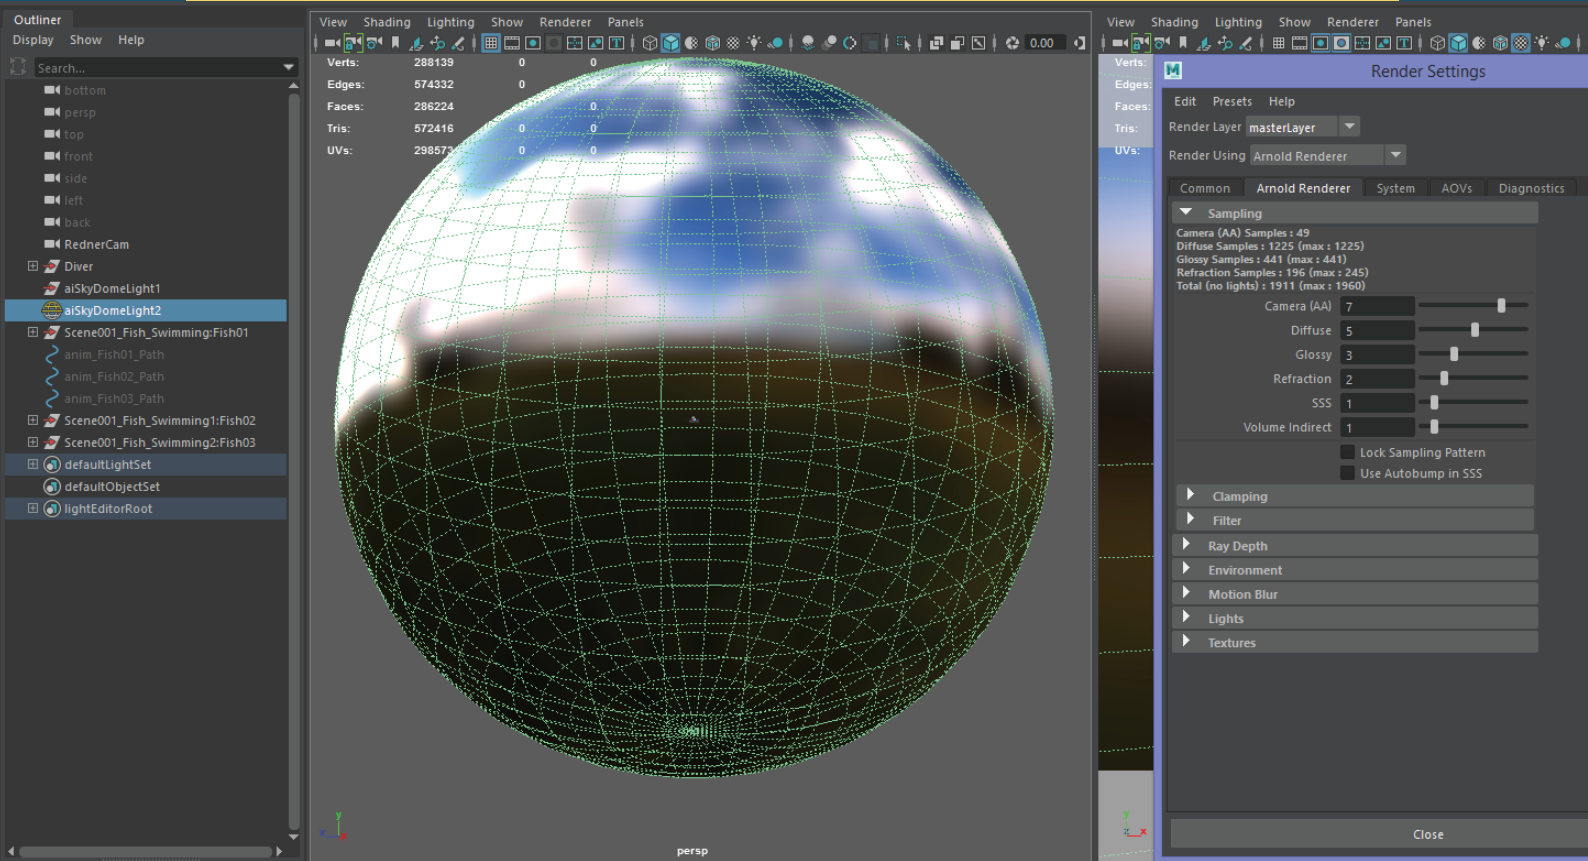 Outliner
Display Show Help
Search...
bottom
persp
top
front
side
left
back
RednerCam
Diver
aiSkyDomeLight1
aiSkyDomeLight2
Scene001_Fish_Swimming:Fish01
anim_Fish01_Path
anim_Fish02_Path
anim_Fish03_Path
Scene001_Fish_Swimming1:Fish02
Scene001_Fish_Swimming2:Fish03
defaultLightSet
defaultObjectSet
lightEditorRoot
View Shading Lighting Show Renderer Panels
0.00
Verts: 288139 0 0
Edges: 574332 0
Faces: 286224 0
Tris: 572416 0 0
UVs: 298573 0 0
y
x
persp
View Shading Lighting Show Renderer Panels
Verts:
Edges:
Faces:
Tris:
UVs:
y
x
Render Settings
Edit Presets Help
Render Layer masterLayer
Render Using Arnold Renderer
Common Arnold Renderer System AOVs Diagnostics
Sampling
Camera (AA) Samples : 49
Diffuse Samples : 1225 (max : 1225)
Glossy Samples : 441 (max : 441)
Refraction Samples : 196 (max : 245)
Total (no lights) : 1911 (max : 1960)
Camera (AA) 7
Diffuse 5
Glossy 3
Refraction 2
SSS 1
Volume Indirect 1
Lock Sampling Pattern
Use Autobump in SSS
Clamping
Filter
Ray Depth
Environment
Motion Blur
Lights
Textures
Close